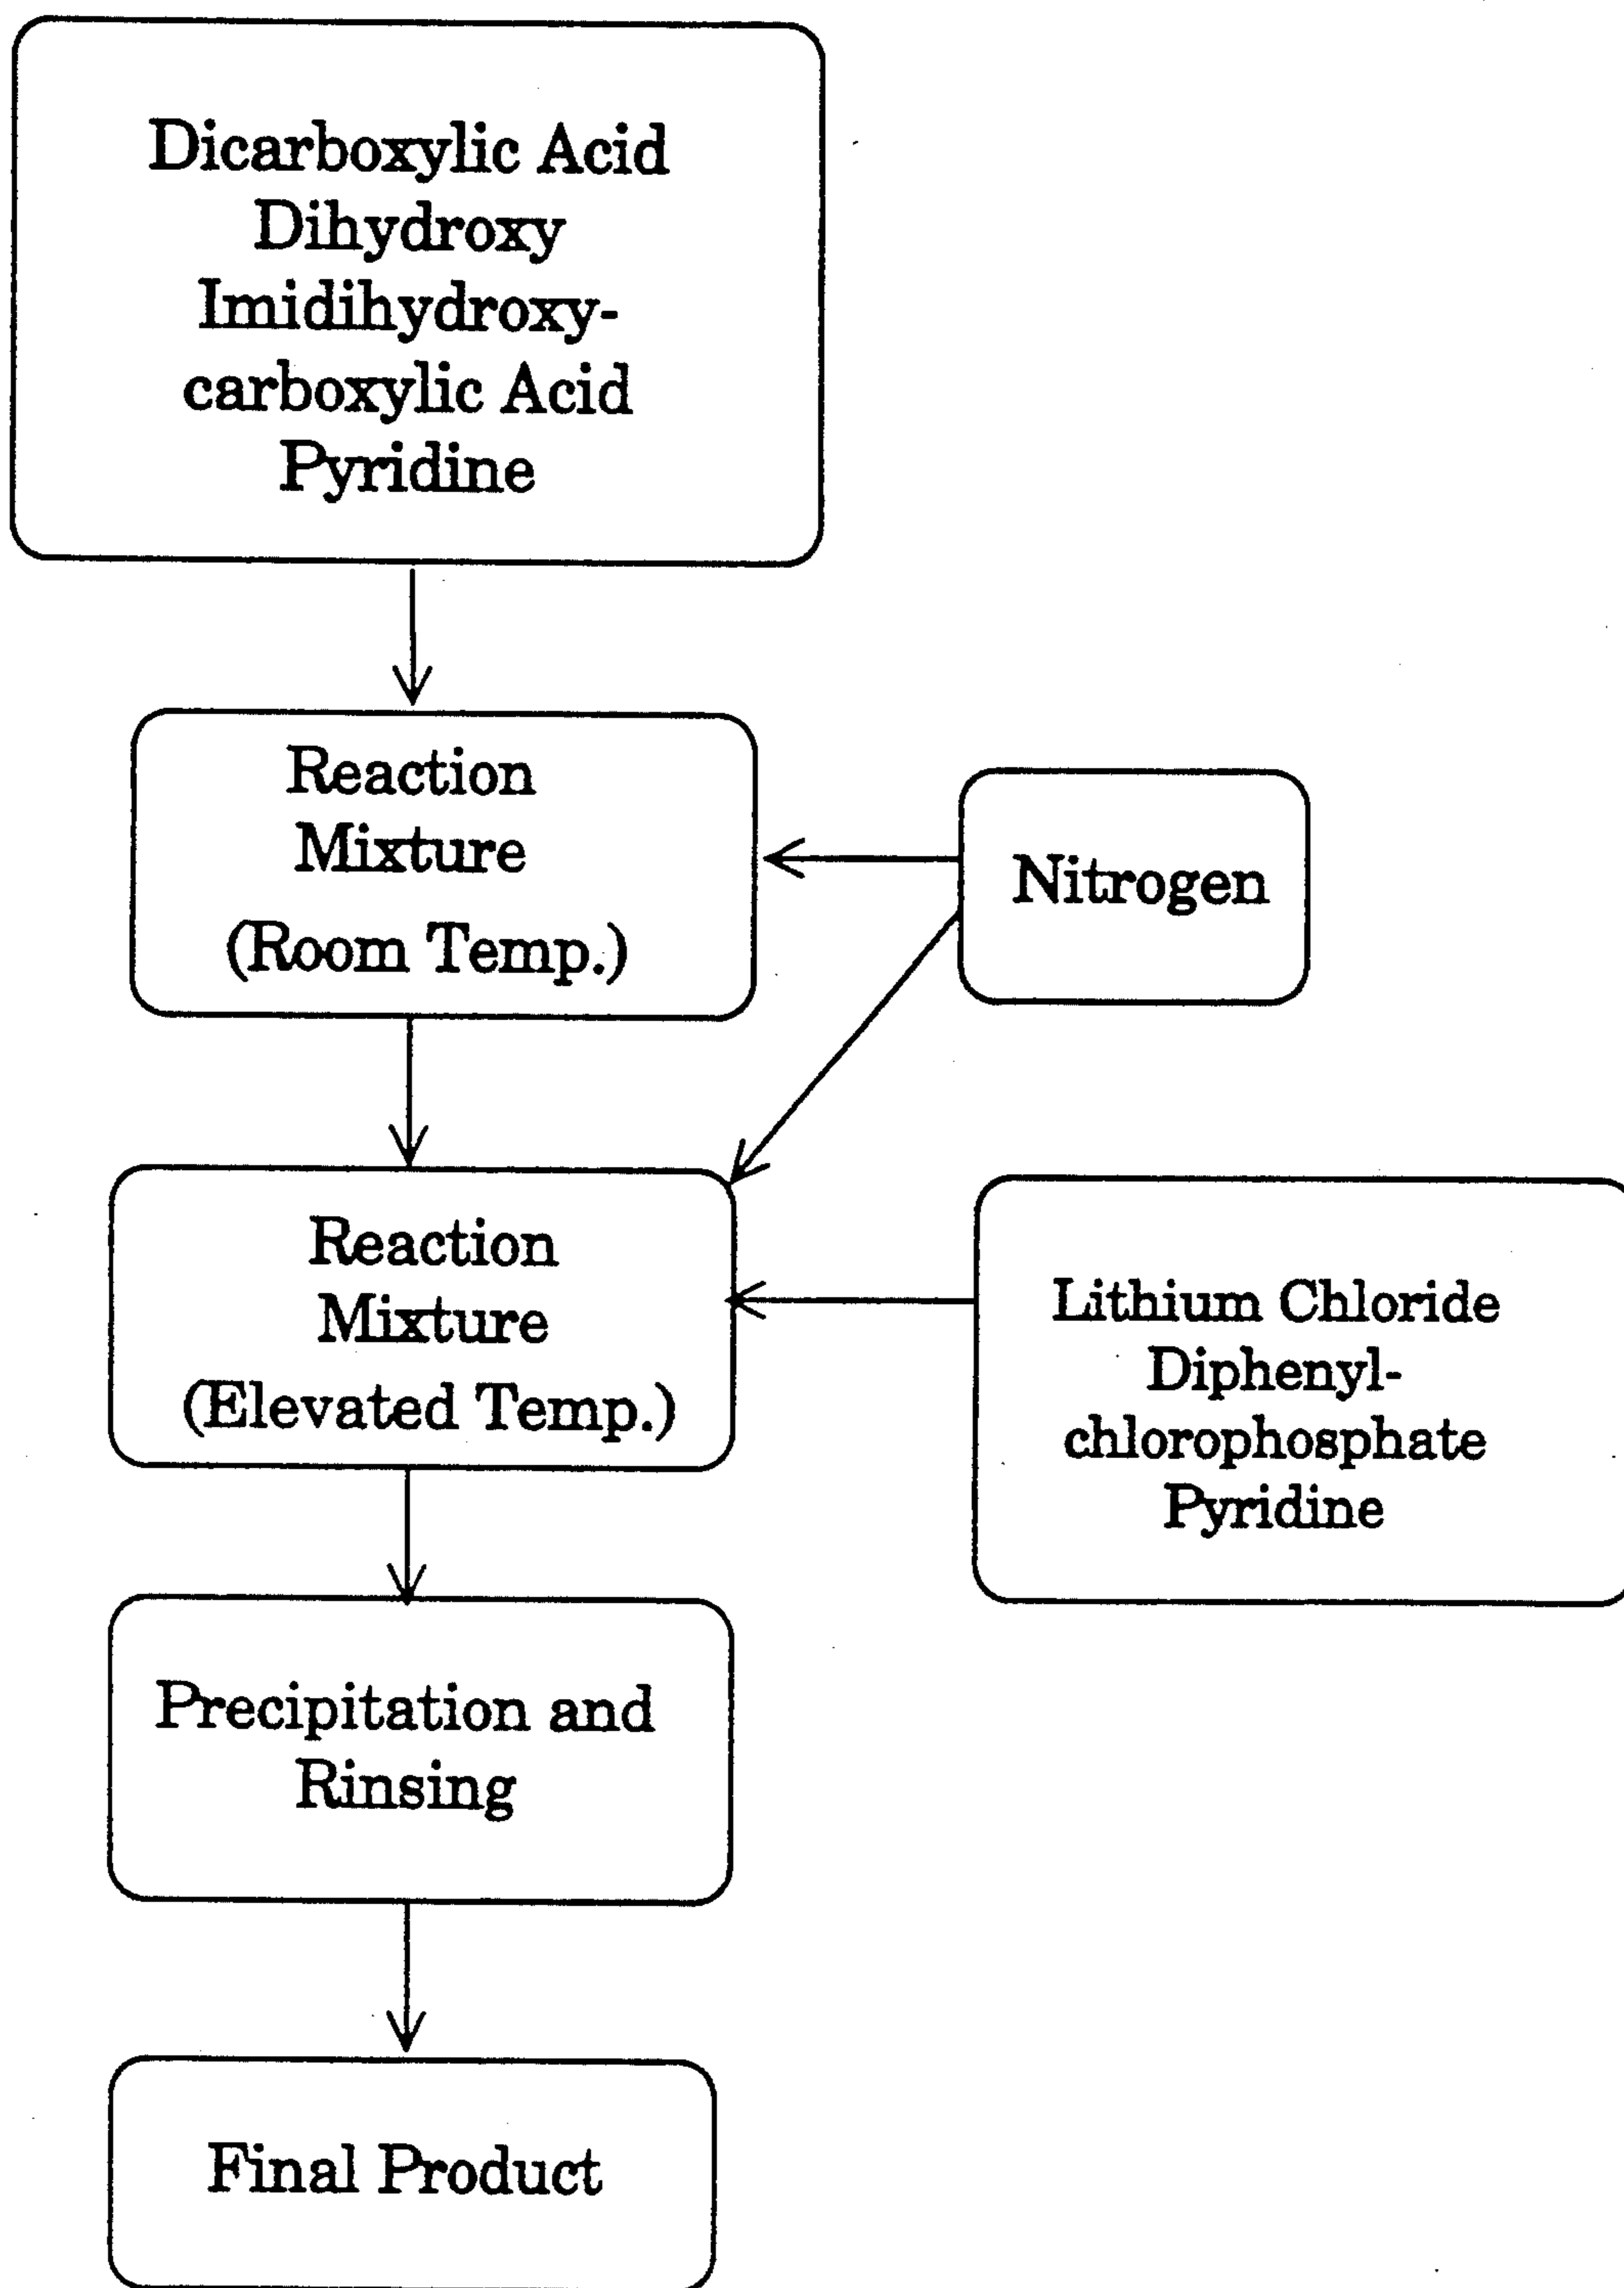 Dicarboxylic Acid
Dihydroxy
Imidihydroxy-
carboxylic Acid
Pyridine
Reaction
Mixture
(Room Temp.)
Nitrogen
Reaction
Mixture
(Elevated Temp.)
Lithium Chloride
Diphenyl-
chlorophosphate
Pyridine
Precipitation and
Rinsing
Final Product